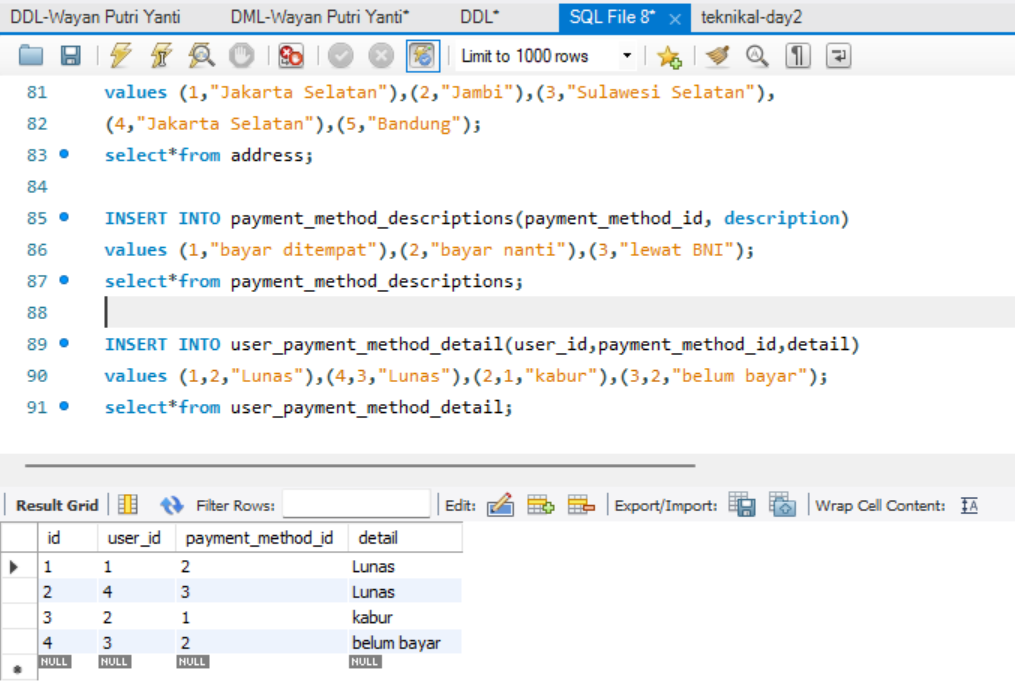 DDL-Wayan Putri Yanti DML-Wayan Putri Yanti* DDL* SQL File 8* × teknikal-day2
Limit to 1000 rows
81 values (1,"Jakarta Selatan"),(2,"Jambi"),(3,"Sulawesi Selatan"),
82 (4,"Jakarta Selatan"),(5,"Bandung");
83 select*from address;
84
85 INSERT INTO payment_method_descriptions(payment_method_id, description)
86 values (1,"bayar ditempat"),(2,"bayar nanti"),(3,"lewat BNI");
87 select*from payment_method_descriptions;
88
89 INSERT INTO user_payment_method_detail(user_id,payment_method_id,detail)
90 values (1,2,"Lunas"),(4,3,"Lunas"),(2,1,"kabur"),(3,2,"belum bayar");
91 select*from user_payment_method_detail;
Result Grid Filter Rows: Edit: Export/Import: Wrap Cell Content:
id user_id payment_method_id detail
1 1 2 Lunas
2 4 3 Lunas
3 2 1 kabur
4 3 2 belum bayar
NULL NULL NULL NULL